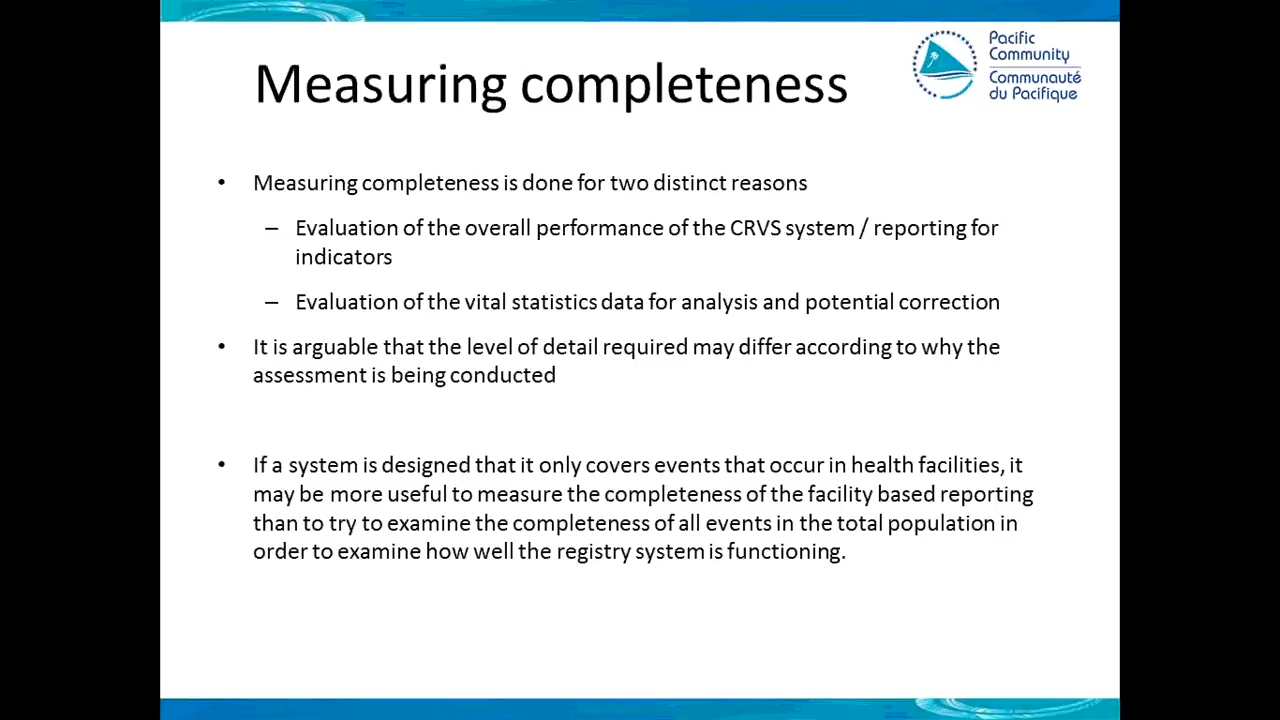 Measuring completeness
Pacific
Community
Communauté
du Pacifique
• Measuring completeness is done for two distinct reasons
– Evaluation of the overall performance of the CRVS system / reporting for
indicators
– Evaluation of the vital statistics data for analysis and potential correction
• It is arguable that the level of detail required may differ according to why the
assessment is being conducted
• If a system is designed that it only covers events that occur in health facilities, it
may be more useful to measure the completeness of the facility based reporting
than to try to examine the completeness of all events in the total population in
order to examine how well the registry system is functioning.